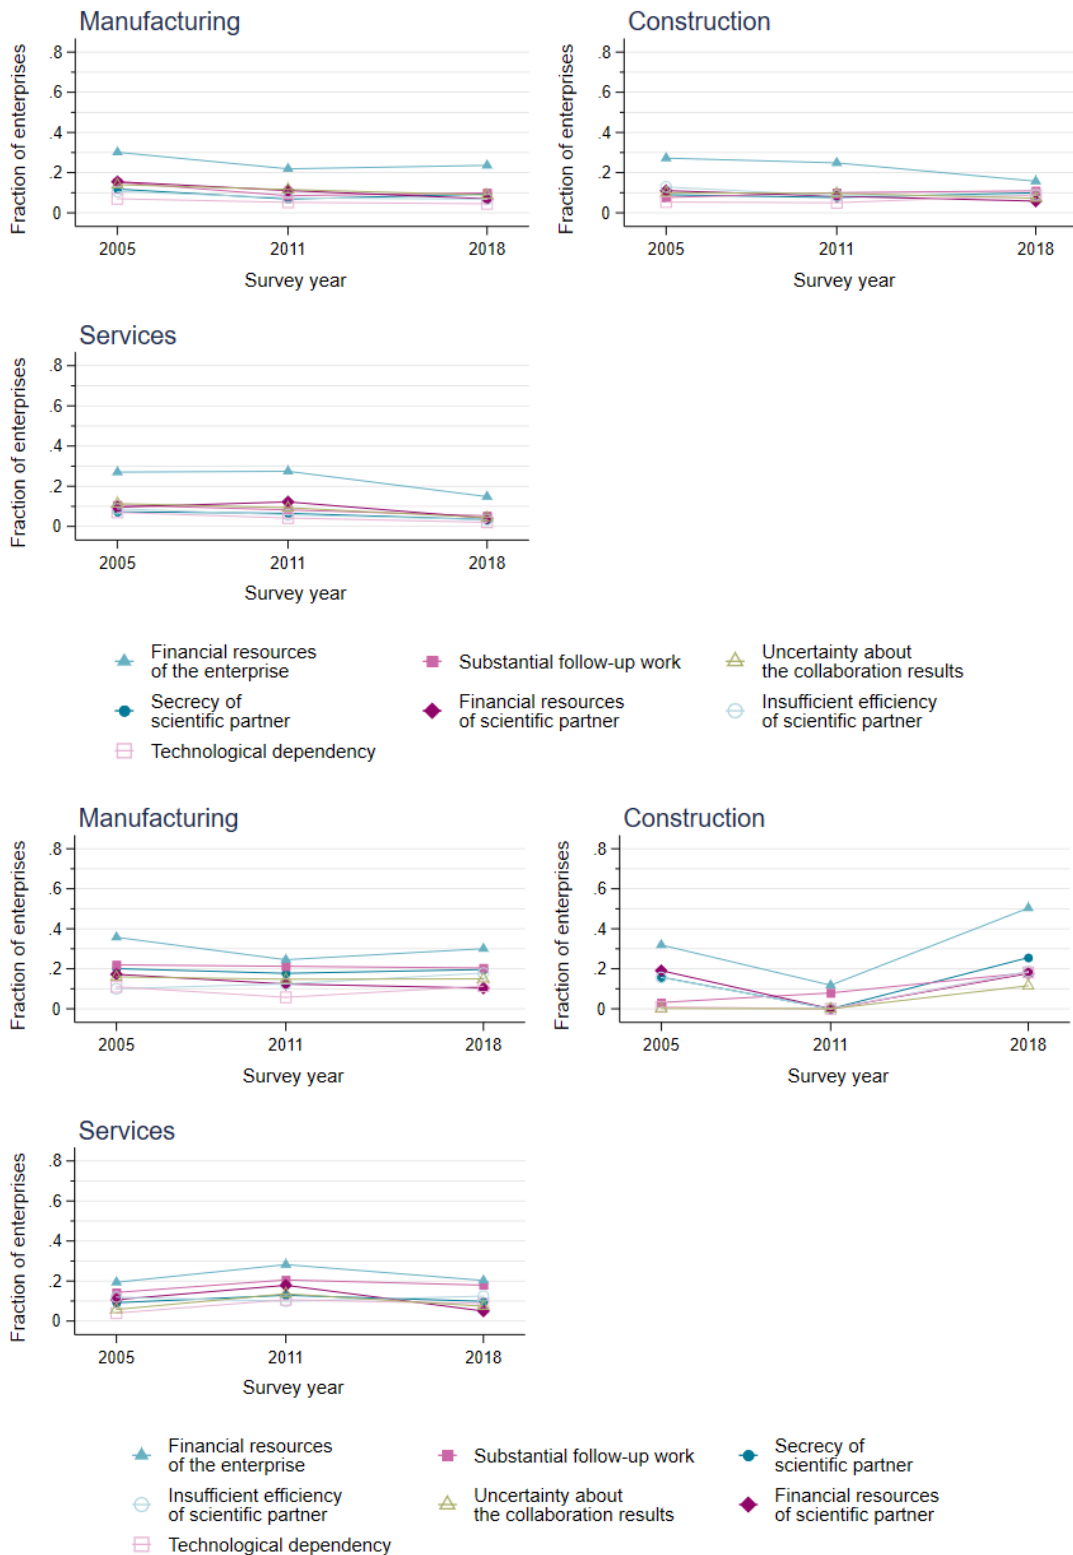 Manufacturing
Fraction of enterprises
.8
.6
.4
.2
0
2005
2011
2018
Survey year
Construction
Fraction of enterprises
.8
.6
.4
.2
0
2005
2011
2018
Survey year
Services
Fraction of enterprises
.8
.6
.4
.2
0
2005
2011
2018
Survey year
Financial resources
of the enterprise
Substantial follow-up work
Uncertainty about
the collaboration results
Secrecy of
scientific partner
Financial resources
of scientific partner
Insufficient efficiency
of scientific partner
Technological dependency
Manufacturing
Fraction of enterprises
.8
.6
.4
.2
0
2005
2011
2018
Survey year
Construction
Fraction of enterprises
.8
.6
.4
.2
0
2005
2011
2018
Survey year
Services
Fraction of enterprises
.8
.6
.4
.2
0
2005
2011
2018
Survey year
Financial resources
of the enterprise
Substantial follow-up work
Secrecy of
scientific partner
Insufficient efficiency
of scientific partner
Uncertainty about
the collaboration results
Financial resources
of scientific partner
Technological dependency